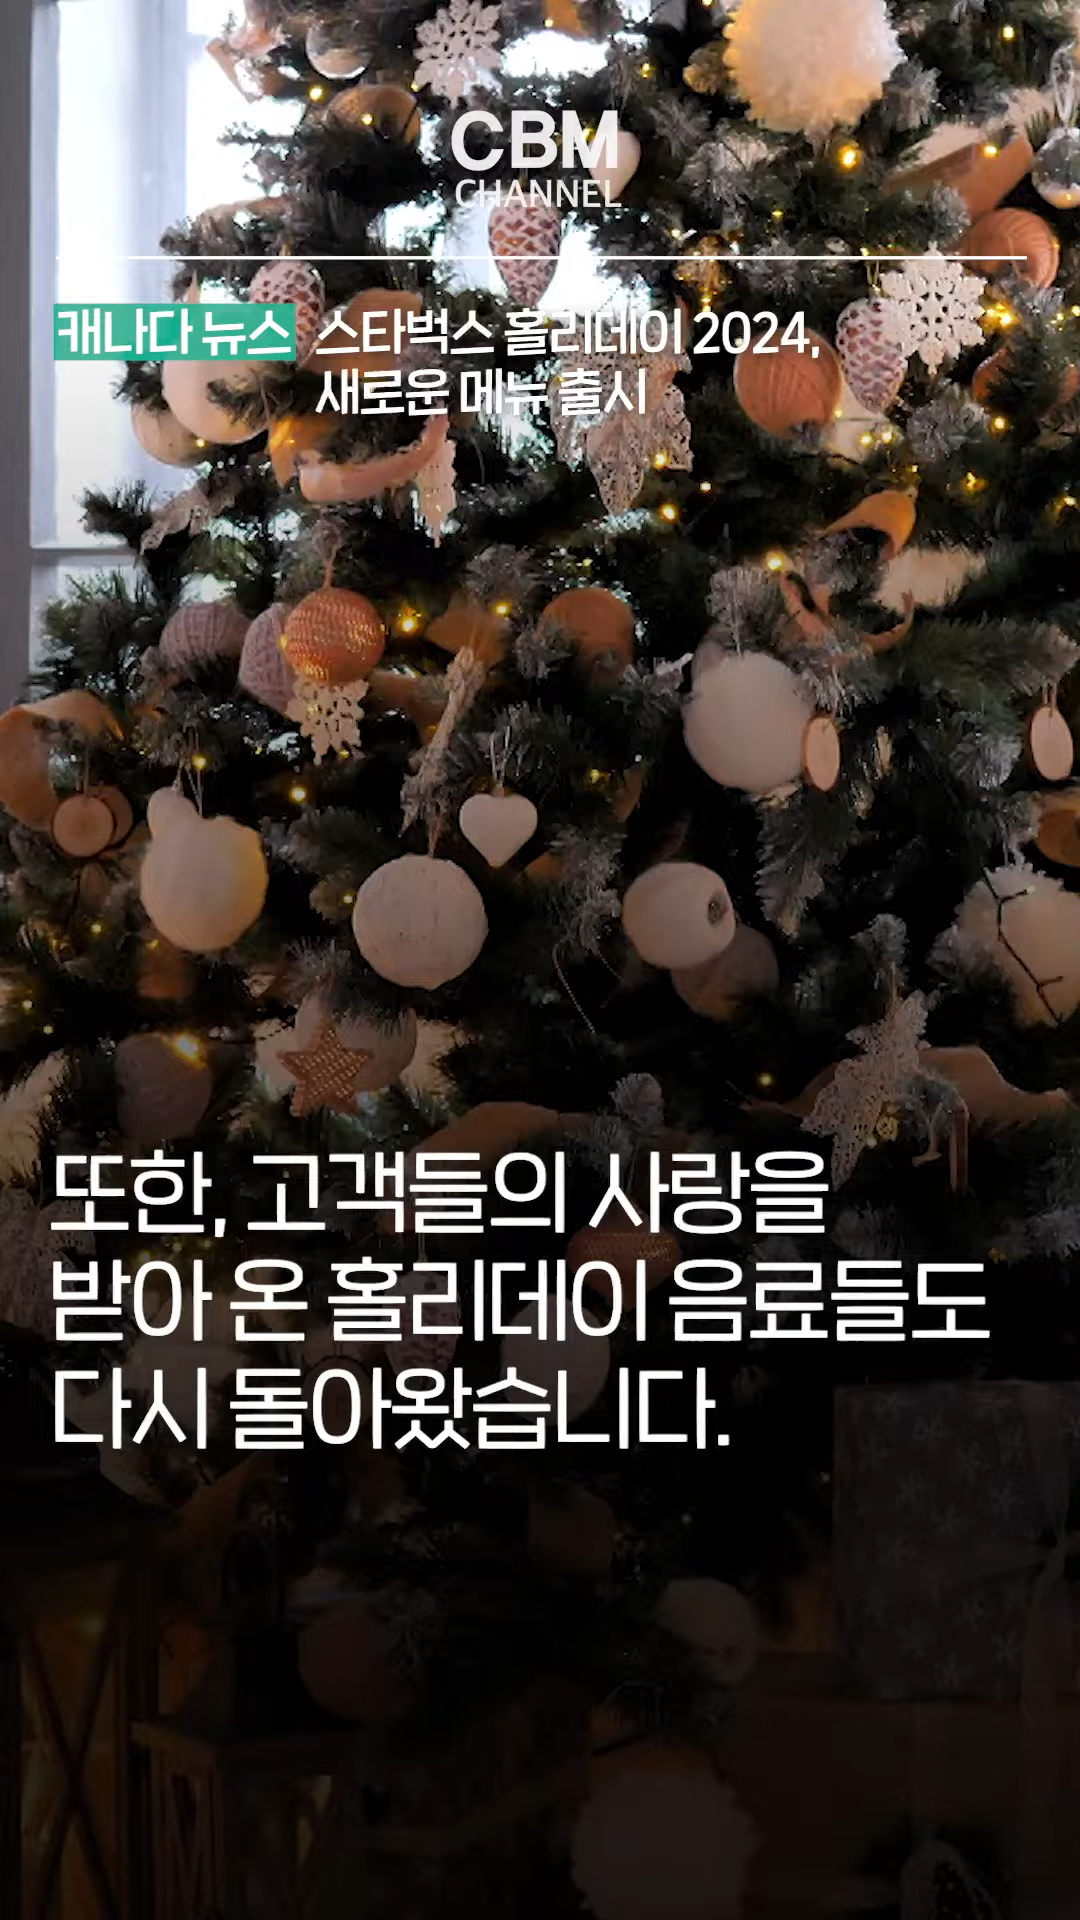 CBM
CHANNEL
캐나다 뉴스 스타벅스 홀리데이 2024,
새로운 메뉴 출시
또한, 고객들의 사랑을
받아 온 홀리데이 음료들도
다시 돌아왔습니다.